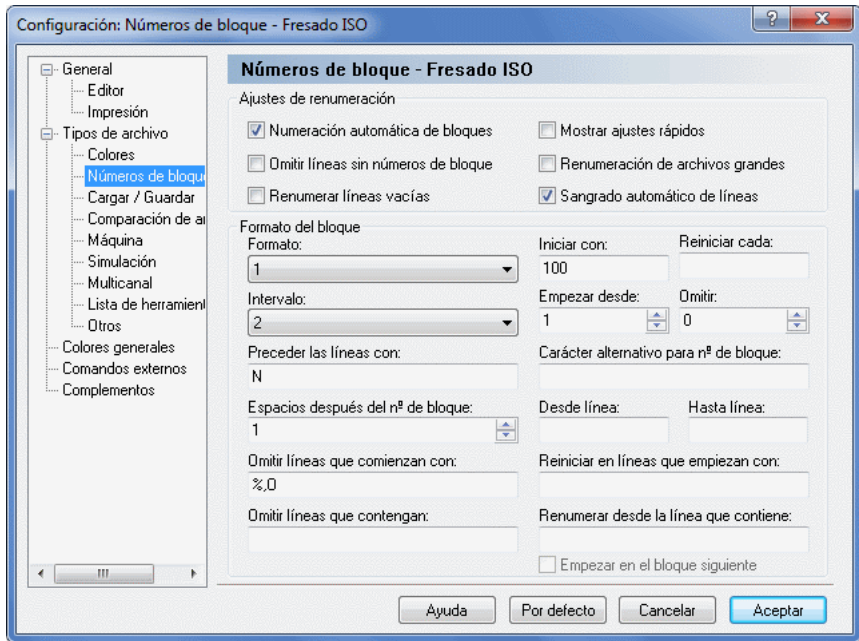 Configuración: Números de bloque - Fresado ISO
General
Editor
Impresión
Tipos de archivo
Colores
Números de bloqu
Cargar / Guardar
Comparación de a
Máquina
Simulación
Multicanal
Lista de herramien
Otros
Colores generales
Comandos externos
Complementos
Números de bloque - Fresado ISO
Ajustes de renumeración
Numeración automática de bloques
Mostrar ajustes rápidos
Omitir líneas sin números de bloque
Renumeración de archivos grandes
Renumerar líneas vacías
Sangrado automático de líneas
Formato del bloque
Formato:
Iniciar con:
Reiniciar cada:
1
100
Intervalo:
Empezar desde:
Omitir:
2
1
0
Preceder las líneas con:
Carácter alternativo para nº de bloque:
N
Espacios después del nº de bloque:
Desde línea:
Hasta línea:
1
Omitir líneas que comienzan con:
Reiniciar en líneas que empiezan con:
%,O
Omitir líneas que contengan:
Renumerar desde la línea que contiene:
Empezar en el bloque siguiente
Ayuda
Por defecto
Cancelar
Aceptar